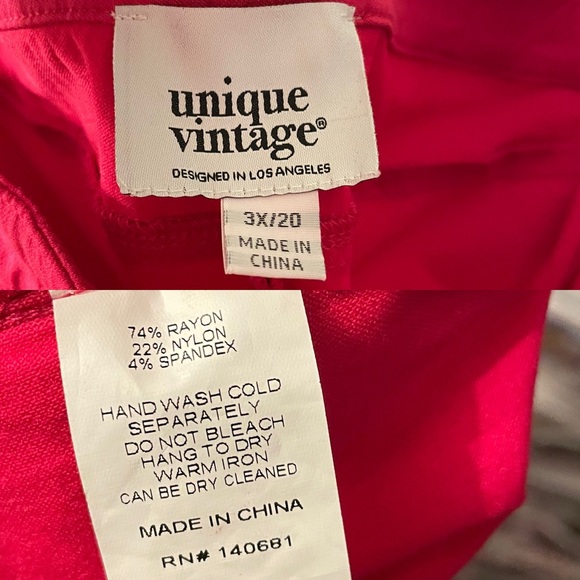 unique
vintage®
DESIGNED IN LOS ANGELES
3X/20
MADE IN
CHINA
74% RAYON
22% NYLON
4% SPANDEX
HAND WASH COLD
SEPARATELY
DO NOT BLEACH
HANG TO DRY
WARM IRON
CAN BE DRY CLEANED
MADE IN CHINA
RN# 140681